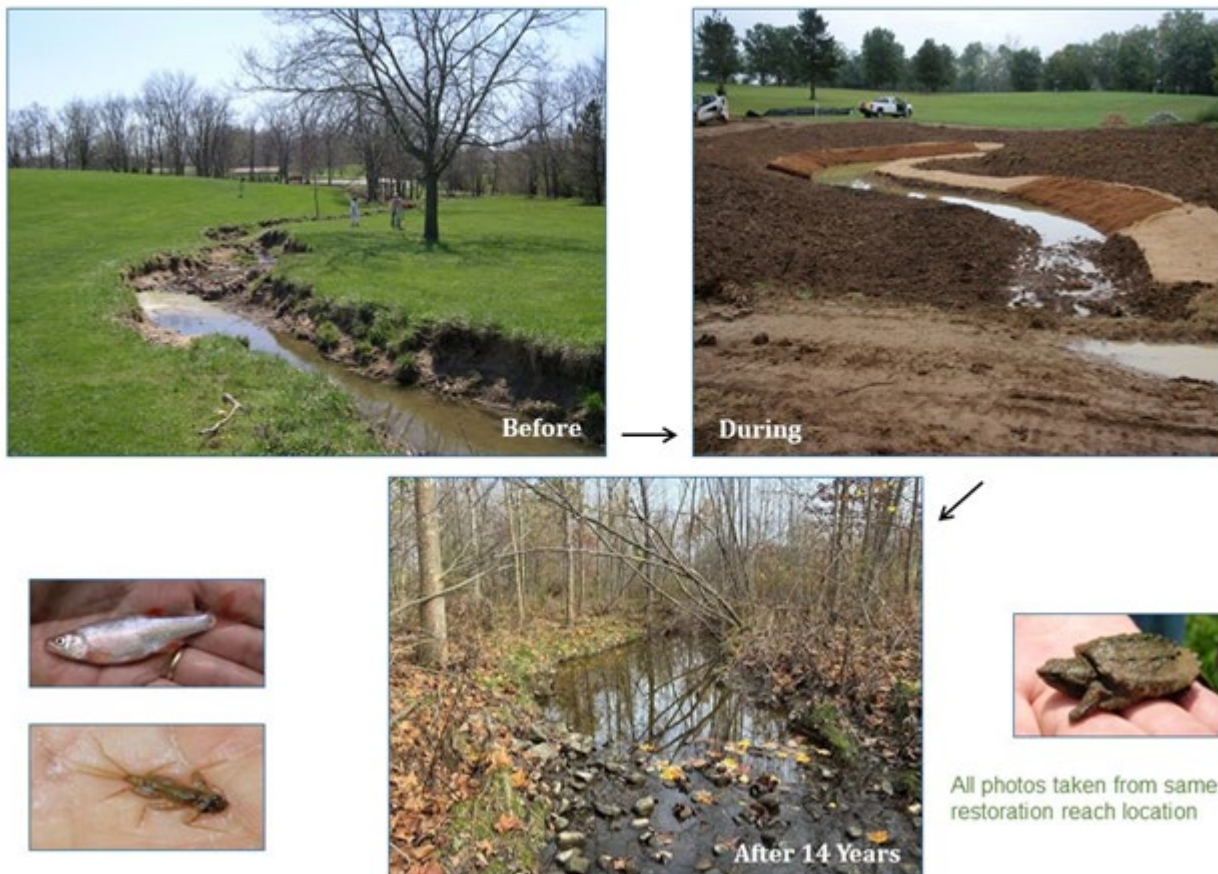 Before
During
After 14 Years
All photos taken from same
restoration reach location